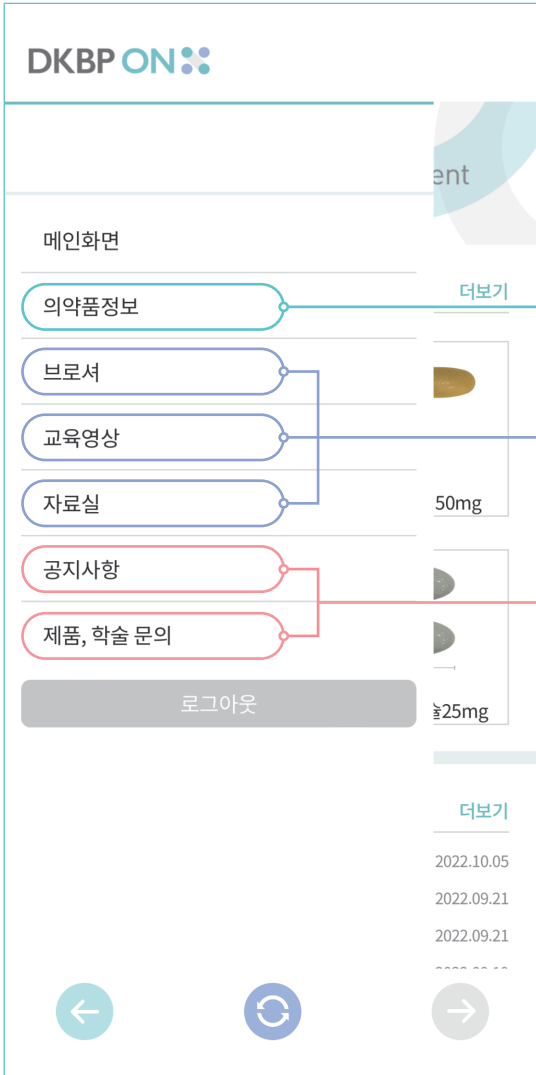 DKBP ON
ent
메인화면
더보기
의약품정보
브로셔
교육영상
자료실
50mg
공지사항
제품, 학술 문의
로그아웃
25mg
더보기
2022.10.05
2022.09.21
2022.09.21